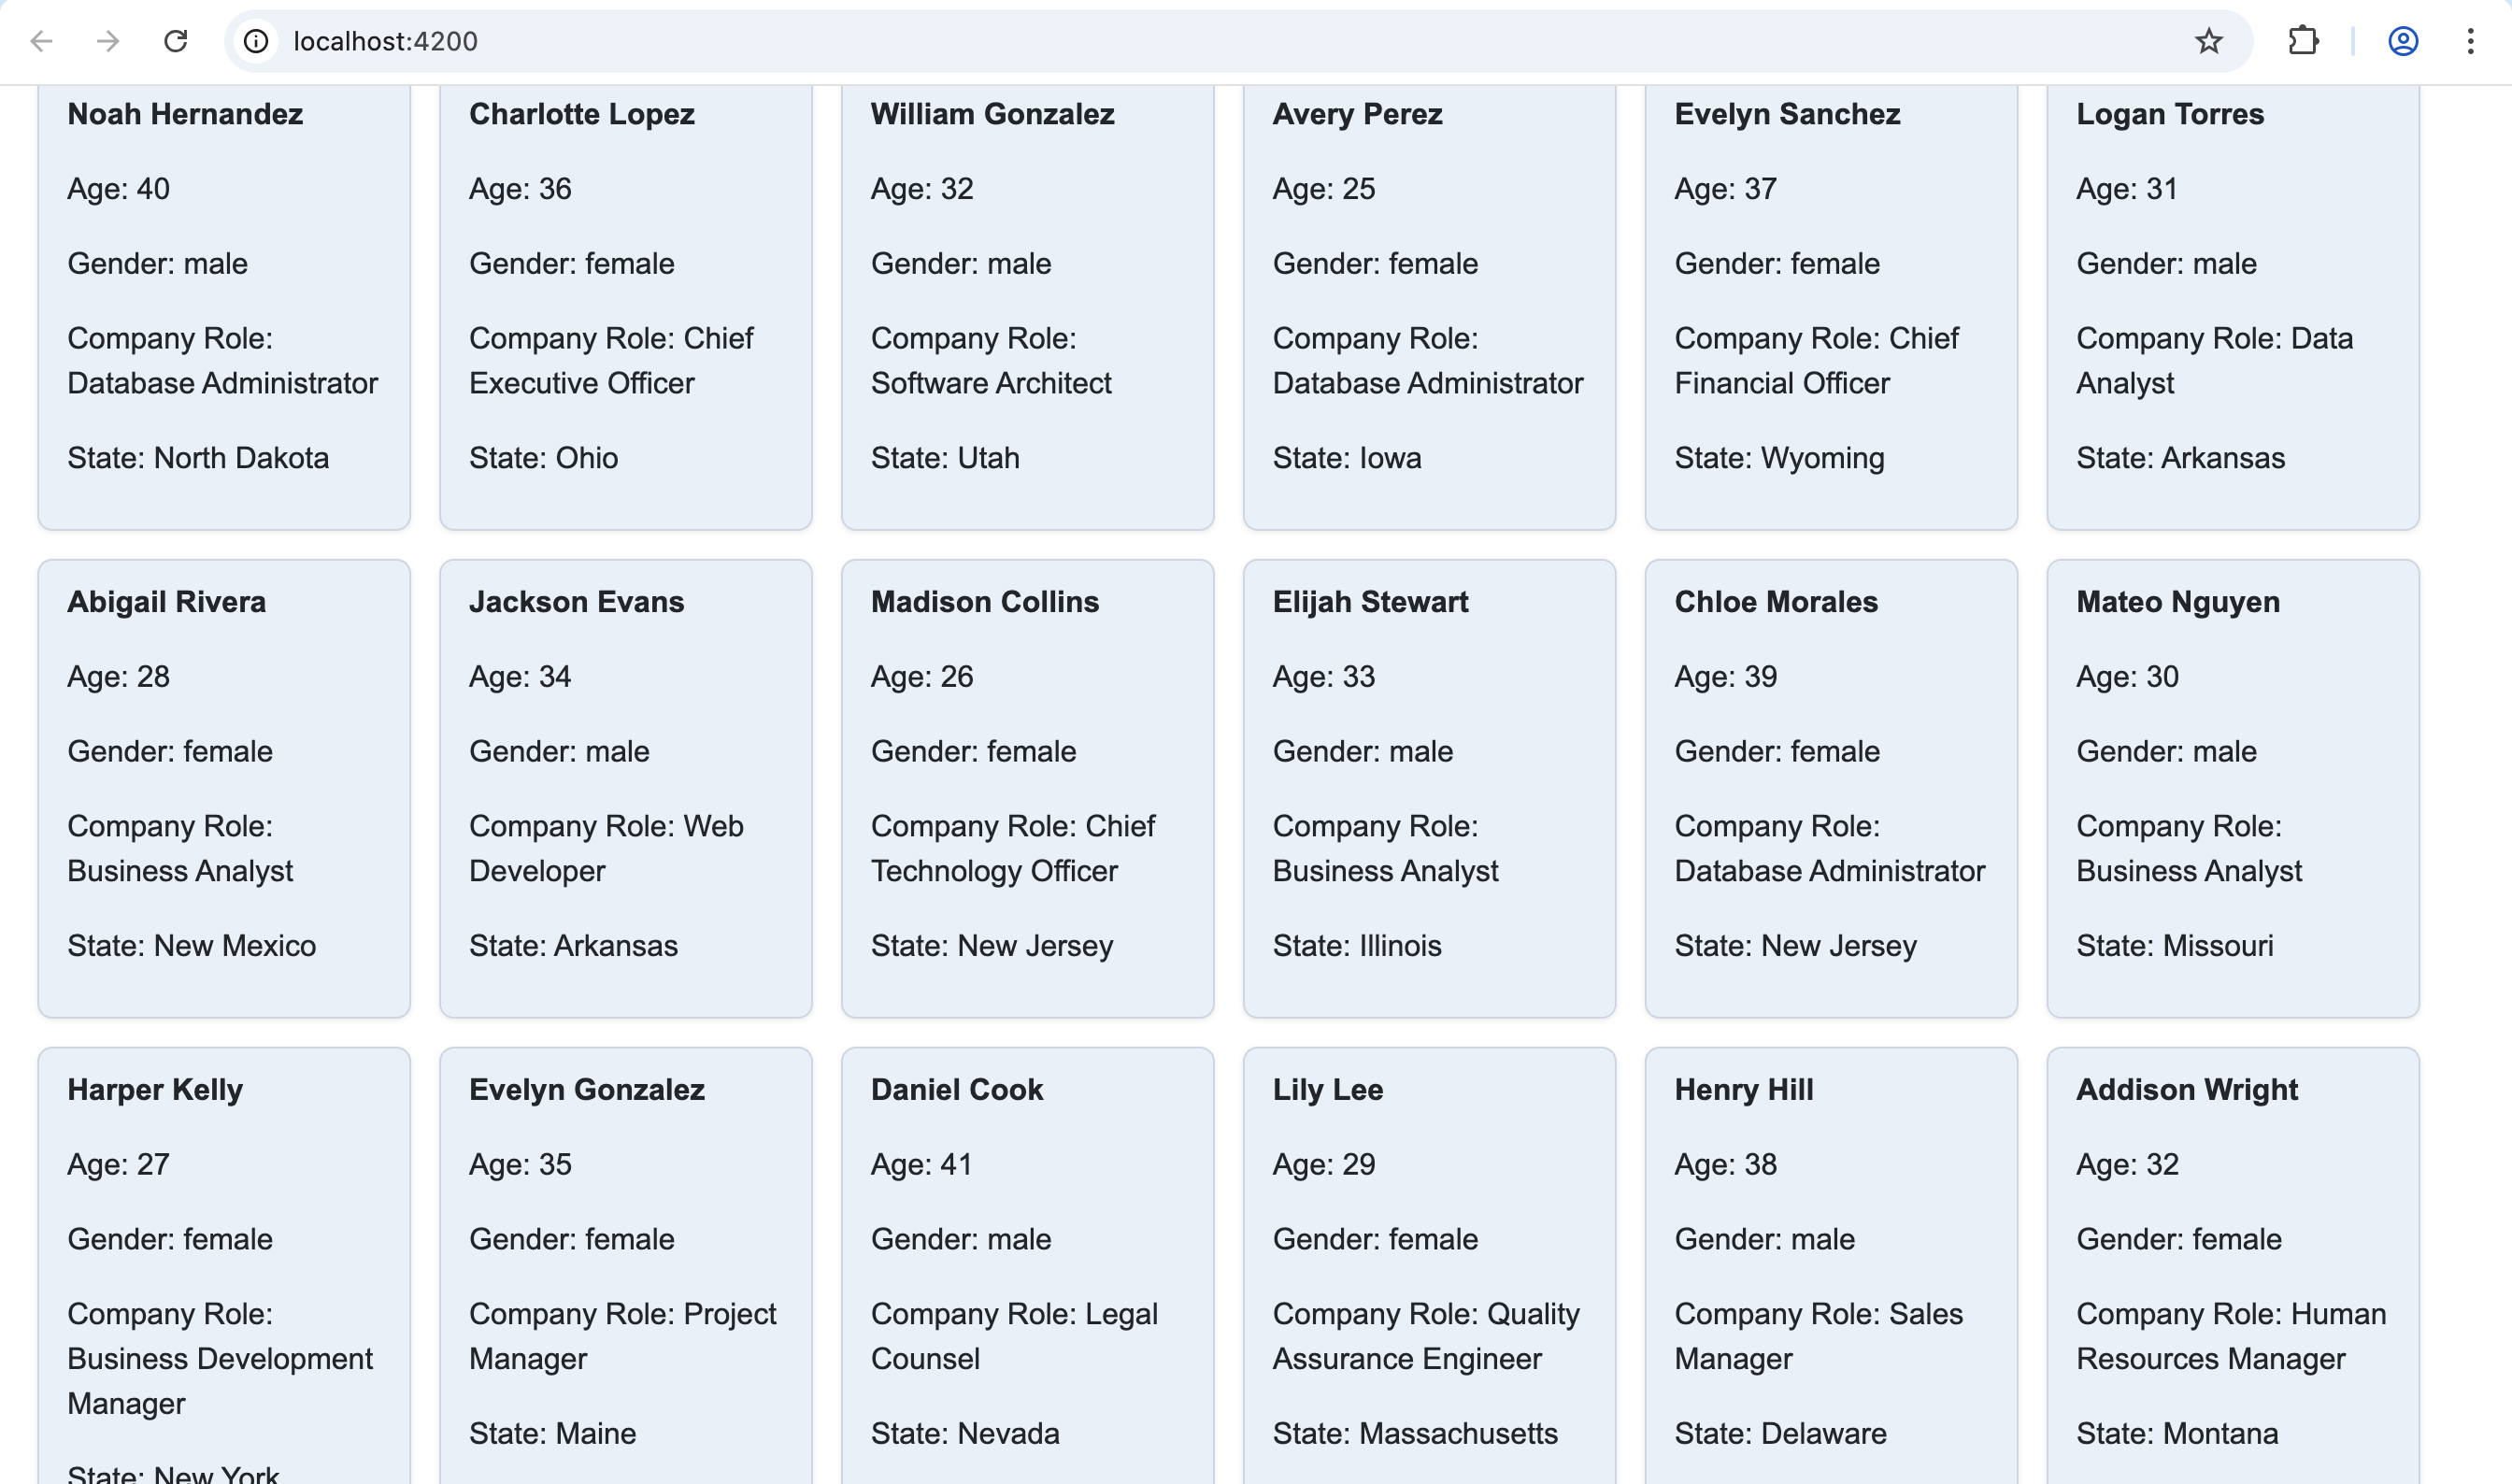 localhost:4200
Noah Hernandez
Age: 40
Gender: male
Company Role:
Database Administrator
State: North Dakota
Charlotte Lopez
Age: 36
Gender: female
Company Role: Chief
Executive Officer
State: Ohio
William Gonzalez
Age: 32
Gender: male
Company Role:
Software Architect
State: Utah
Avery Perez
Age: 25
Gender: female
Company Role:
Database Administrator
State: Iowa
Evelyn Sanchez
Age: 37
Gender: female
Company Role: Chief
Financial Officer
State: Wyoming
Logan Torres
Age: 31
Gender: male
Company Role: Data
Analyst
State: Arkansas
Abigail Rivera
Age: 28
Gender: female
Company Role:
Business Analyst
State: New Mexico
Jackson Evans
Age: 34
Gender: male
Company Role: Web
Developer
State: Arkansas
Madison Collins
Age: 26
Gender: female
Company Role: Chief
Technology Officer
State: New Jersey
Elijah Stewart
Age: 33
Gender: male
Company Role:
Business Analyst
State: Illinois
Chloe Morales
Age: 39
Gender: female
Company Role:
Database Administrator
State: New Jersey
Mateo Nguyen
Age: 30
Gender: male
Company Role:
Business Analyst
State: Missouri
Harper Kelly
Age: 27
Gender: female
Company Role:
Business Development
Manager
State: New York
Evelyn Gonzalez
Age: 35
Gender: female
Company Role: Project
Manager
State: Maine
Daniel Cook
Age: 41
Gender: male
Company Role: Legal
Counsel
State: Nevada
Lily Lee
Age: 29
Gender: female
Company Role: Quality
Assurance Engineer
State: Massachusetts
Henry Hill
Age: 38
Gender: male
Company Role: Sales
Manager
State: Delaware
Addison Wright
Age: 32
Gender: female
Company Role: Human
Resources Manager
State: Montana